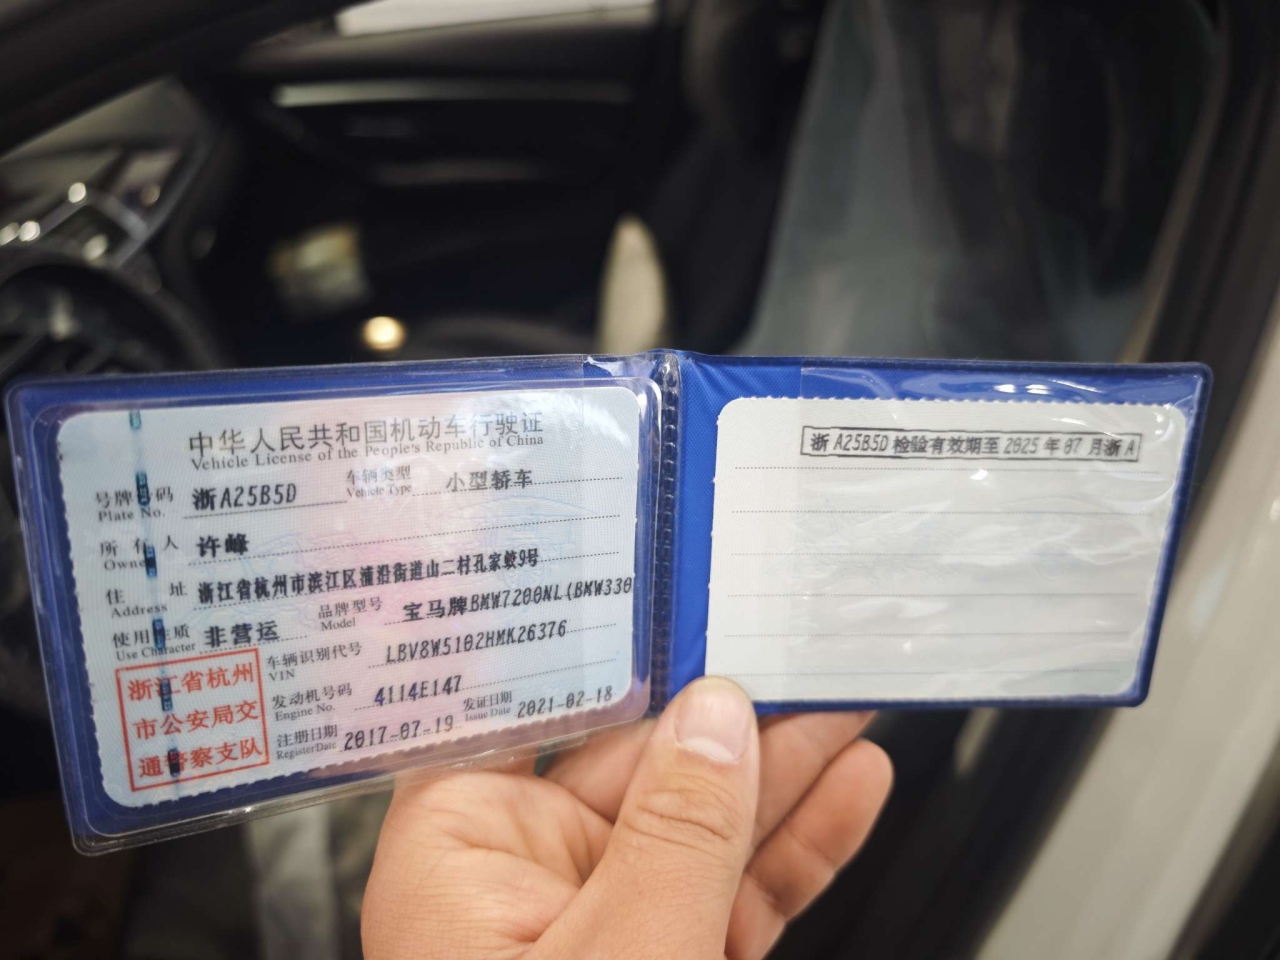 中华人民共和国机动车行驶证
Vehicle License of the People's Republic of China
号牌号码 浙A25B5D 车辆类型 小型轿车
Plate No. Vehicle Type
所有人 许峰
Owner
住址 浙江省杭州市滨江区浦沿街道山二村孔家蛟9号
Address
品牌型号 宝马牌BMW7200NL(BMW330
Model
使用性质 非营运
Use Character
车辆识别代号 LBV8W5102HMK26376
VIN
发动机号码 4114E147
Engine No.
注册日期 2017-07-19 发证日期 2021-02-18
Register Date Issue Date
浙江省杭州
市公安局交
通警察支队
浙A25B5D检验有效期至2025年07月浙A